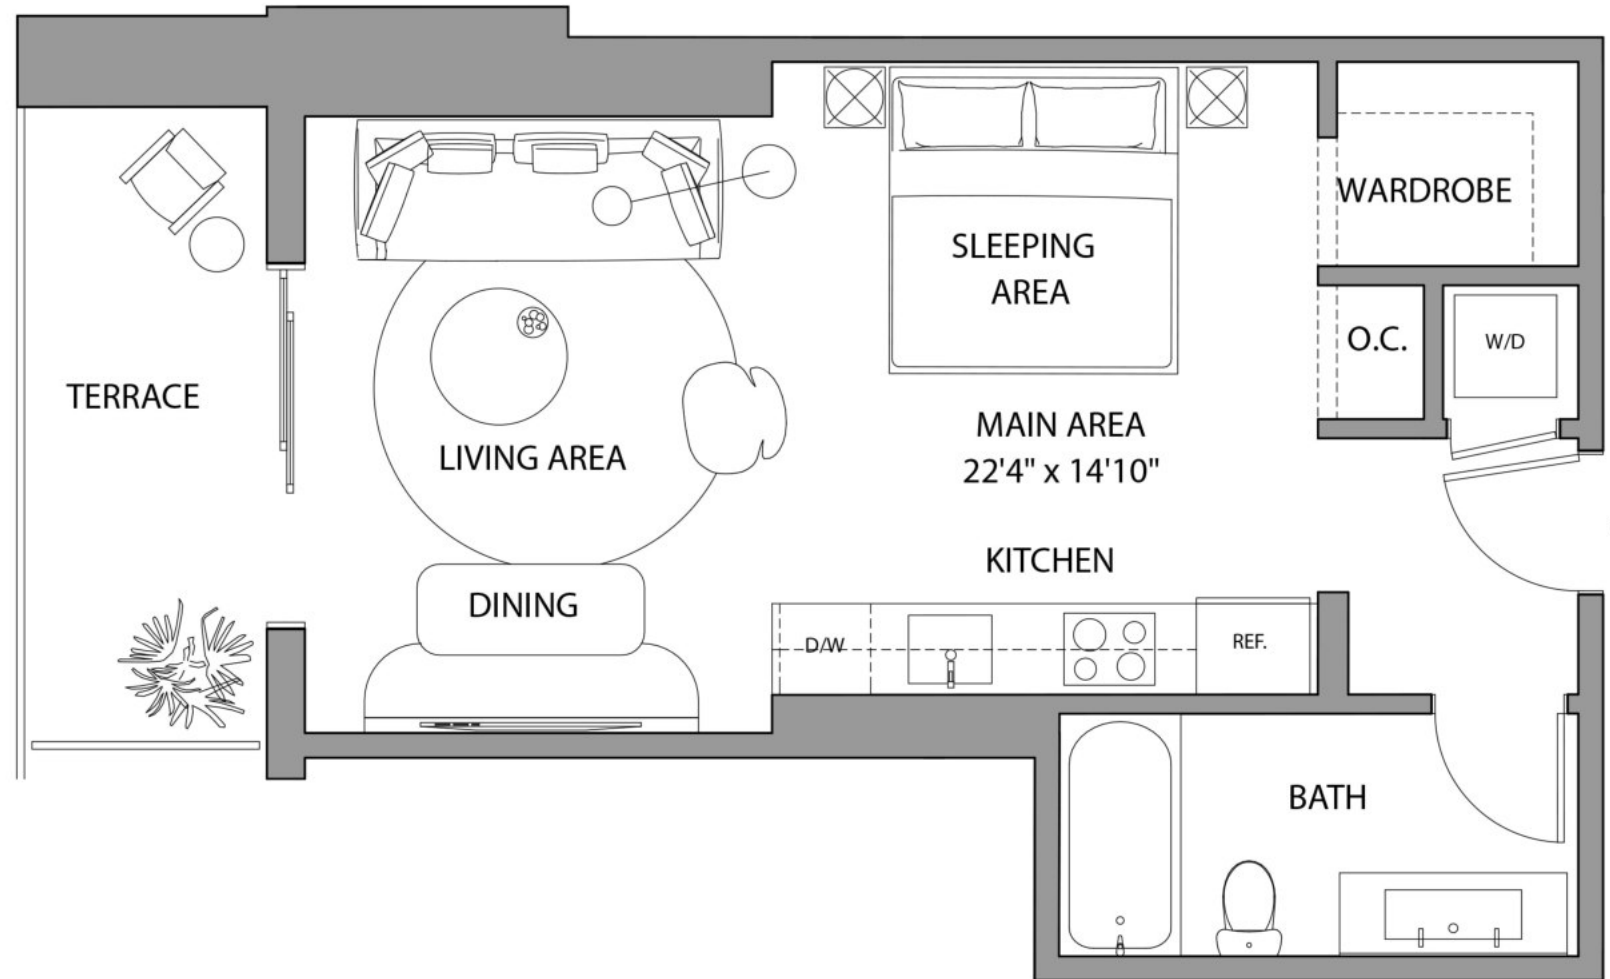 WARDROBE
SLEEPING
AREA
O.C.
W/D
TERRACE
MAIN AREA
22'4" x 14'10"
LIVING AREA
KITCHEN
DINING
D/W
REF.
BATH